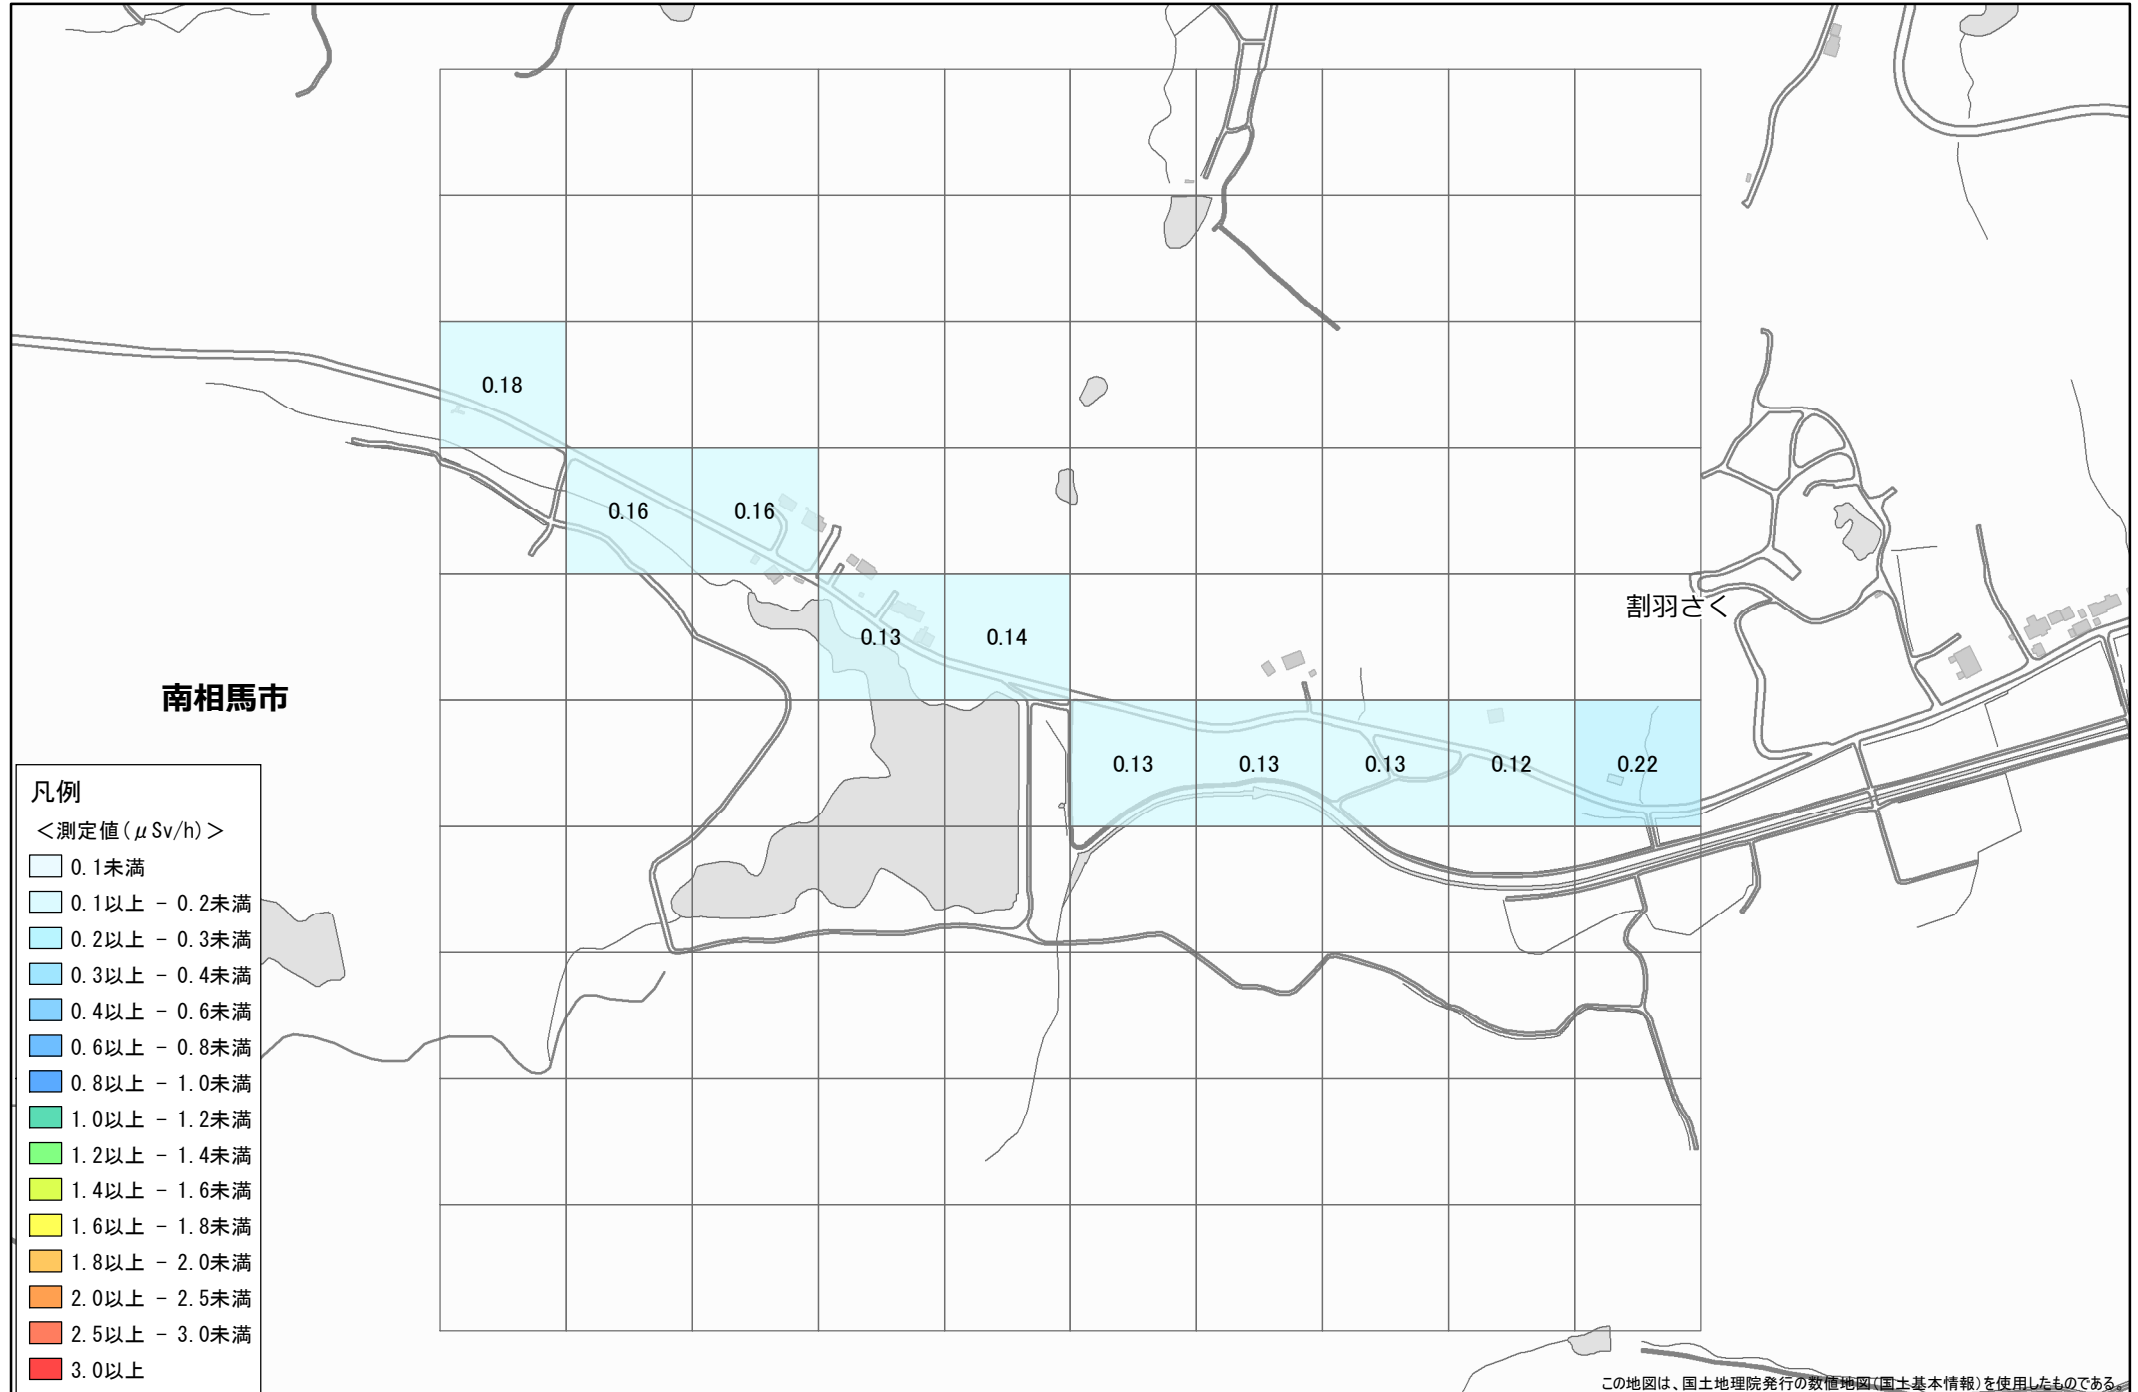 0.18
0.16
0.16
割羽さく
0.13
0.14
南相馬市
0.13
0.13
0.13
0.12
0.22
凡例
＜測定値(μSv/h)＞
0.1未満
0.1以上 - 0.2未満
0.2以上 - 0.3未満
0.3以上 - 0.4未満
0.4以上 - 0.6未満
0.6以上 - 0.8未満
0.8以上 - 1.0未満
1.0以上 - 1.2未満
1.2以上 - 1.4未満
1.4以上 - 1.6未満
1.6以上 - 1.8未満
1.8以上 - 2.0未満
2.0以上 - 2.5未満
2.5以上 - 3.0未満
3.0以上
この地図は、国土地理院発行の数値地図(国土基本情報)を使用したものである。